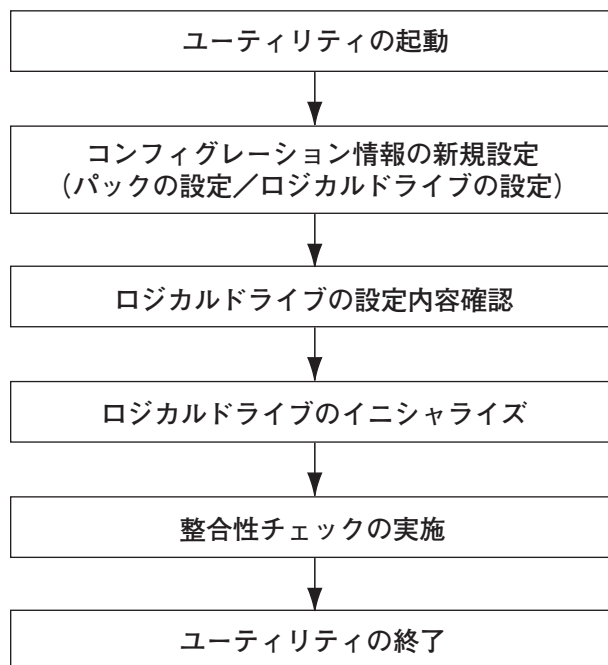 ユーティリティの起動
コンフィグレーション情報の新規設定
（パックの設定／ロジカルドライブの設定）
ロジカルドライブの設定内容確認
ロジカルドライブのイニシャライズ
整合性チェックの実施
ユーティリティの終了